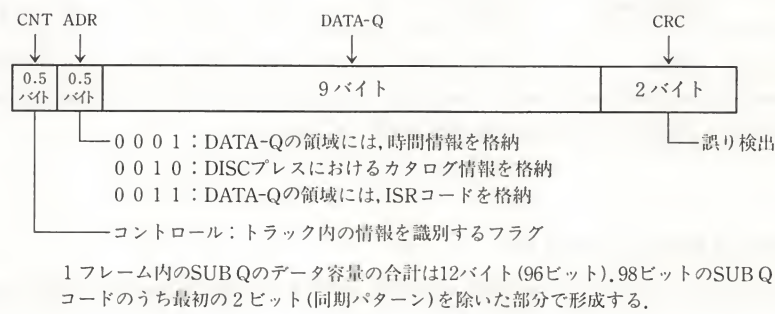 CNT ADR DATA-Q CRC
0.5バイト 0.5バイト 9バイト 2バイト
0001:DATA-Qの領域には,時間情報を格納
誤り検出
0010:DISCプレスにおけるカタログ情報を格納
0011:DATA-Qの領域には,ISRコードを格納
コントロール:トラック内の情報を識別するフラグ
1フレーム内のSUB Qのデータ容量の合計は12バイト(96ビット).98ビットのSUB Q
コードのうち最初の2ビット(同期パターン)を除いた部分で形成する.